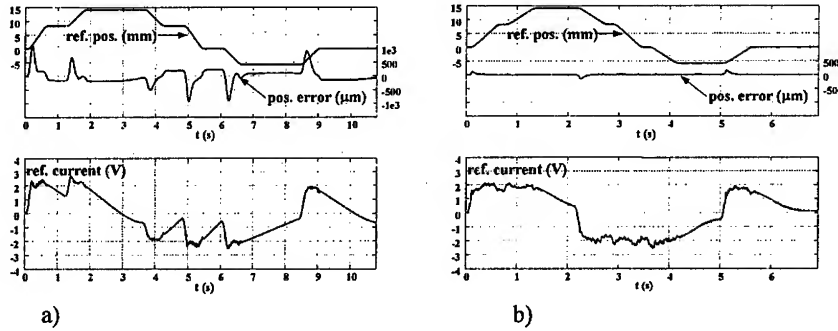 15
10
5
0
-5
ref. pos. (mm)
1e3
500
0
-500
-1e3
pos. error (μm)
0 1 2 3 4 5 6 7 8 9 10
t (s)
4
3
2
1
0
-1
-2
-3
-4
ref. current (V)
0 1 2 3 4 5 6 7 8 9 10
t (s)
a)
15
10
5
0
-5
ref. pos. (mm)
500
0
-500
pos. error (μm)
0 1 2 3 4 5 6
t (s)
4
3
2
1
0
-1
-2
-3
-4
ref. current (V)
0 1 2 3 4 5 6
t (s)
b)